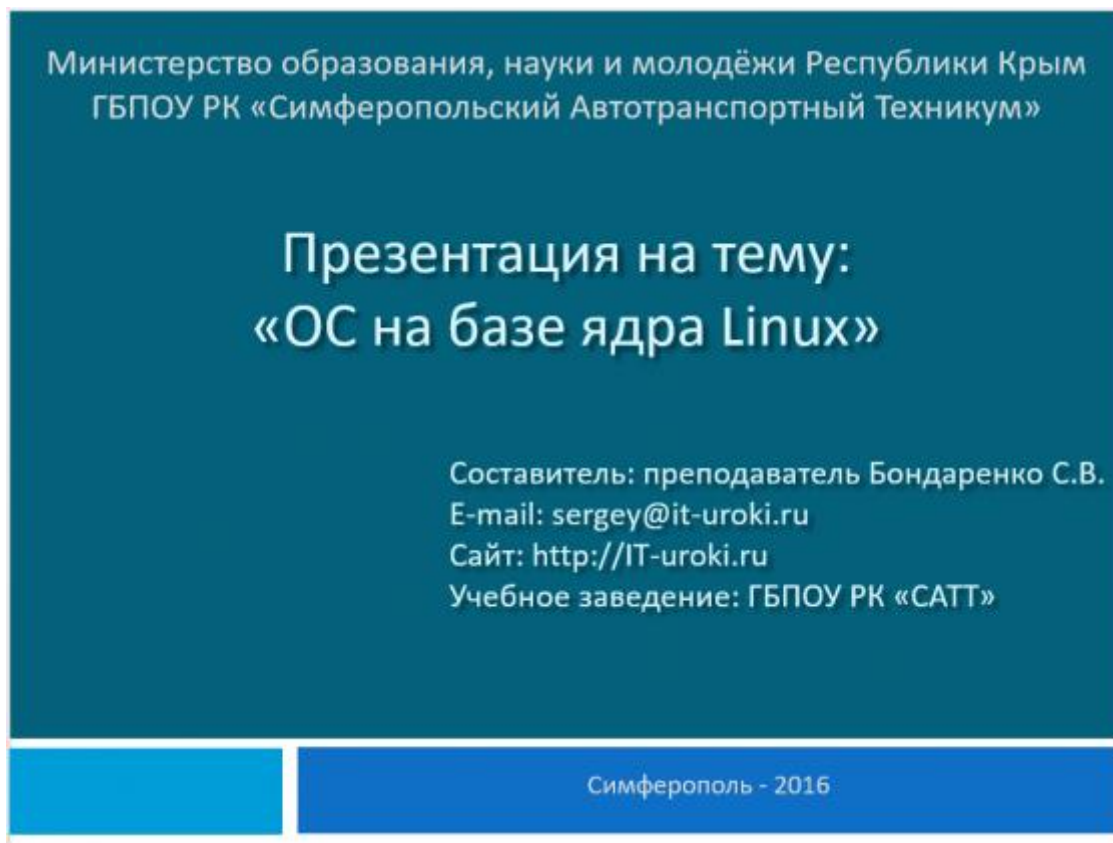 Министерство образования, науки и молодёжи Республики Крым
ГБПОУ РК «Симферопольский Автотранспортный Техникум»
Презентация на тему:
«ОС на базе ядра Linux»
Составитель: преподаватель Бондаренко С.В.
E-mail: sergey@it-uroki.ru
Сайт: http://IT-uroki.ru
Учебное заведение: ГБПОУ РК «САТТ»
Симферополь - 2016